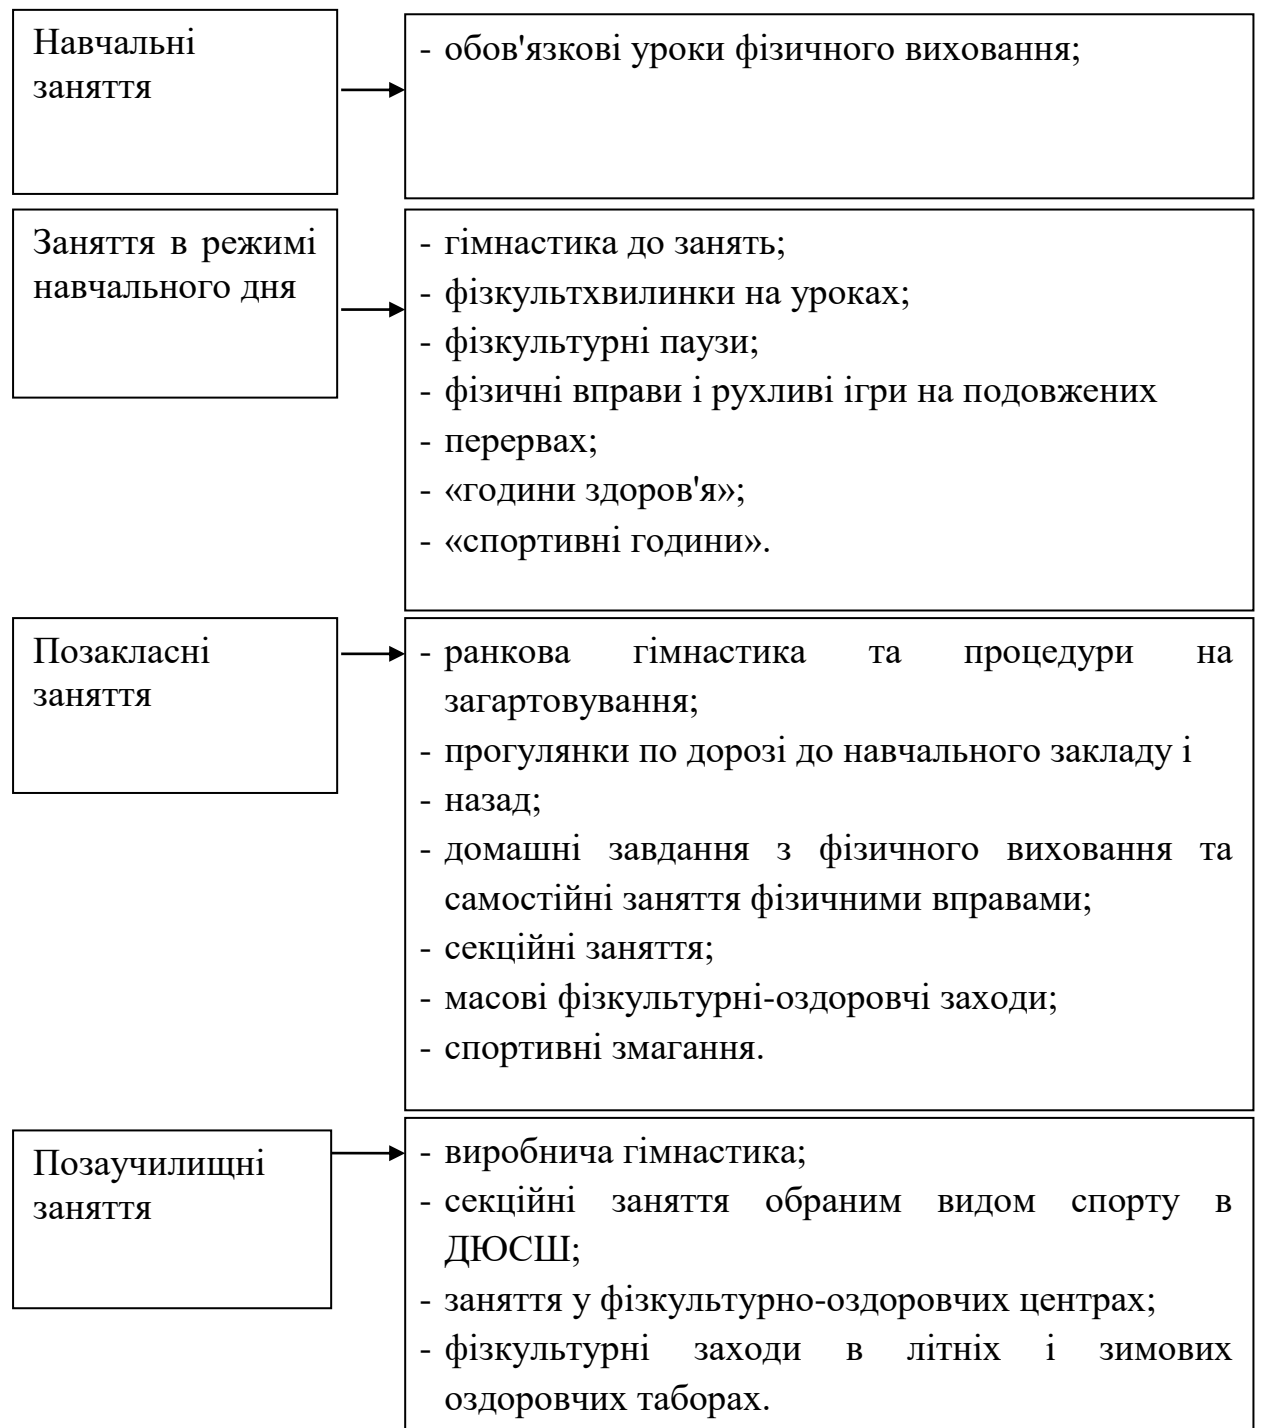 Навчальні
заняття
- обов'язкові уроки фізичного виховання;
Заняття в режимі
навчального дня
- гімнастика до занять;
- фізкультхвилинки на уроках;
- фізкультурні паузи;
- фізичні вправи і рухливі ігри на подовжених
- перервах;
- «години здоров'я»;
- «спортивні години».
Позакласні
заняття
- ранкова гімнастика та процедури на
загартовування;
- прогулянки по дорозі до навчального закладу і
- назад;
- домашні завдання з фізичного виховання та
самостійні заняття фізичними вправами;
- секційні заняття;
- масові фізкультурні-оздоровчі заходи;
- спортивні змагання.
Позаучилищні
заняття
- виробнича гімнастика;
- секційні заняття обраним видом спорту в
ДЮСШ;
- заняття у фізкультурно-оздоровчих центрах;
- фізкультурні заходи в літніх і зимових
оздоровчих таборах.